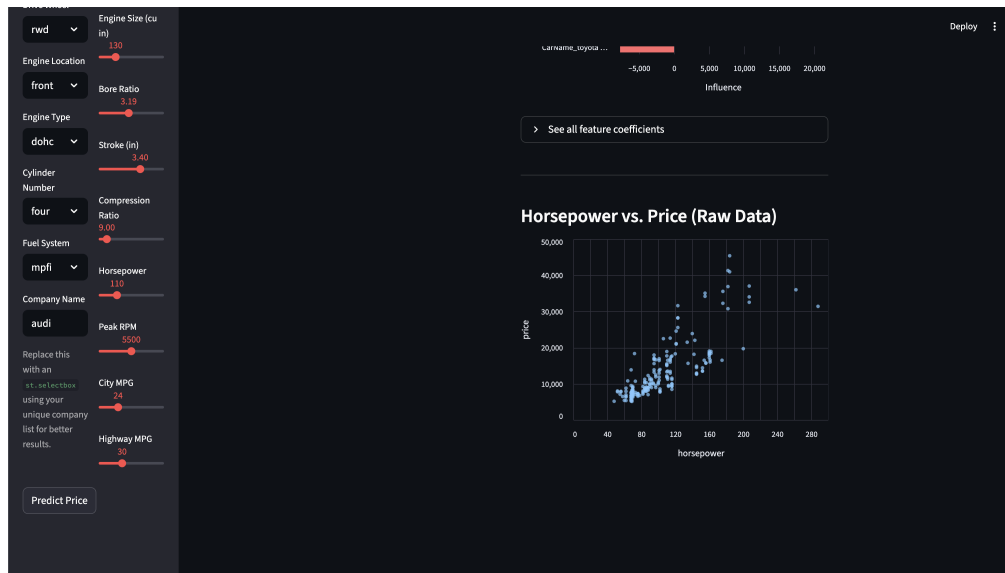 rwd
Engine Location
front
Engine Type
dohc
Cylinder
Number
four
Fuel System
mpfi
Company Name
audi
Replace this
with an
st.selectbox
using your
unique company
list for better
results.
Engine Size (cu
in)
130
Bore Ratio
3.19
Stroke (in)
3.40
Compression
Ratio
9.00
Horsepower
110
Peak RPM
5500
City MPG
24
Highway MPG
30
Predict Price
Deploy
CarName_toyota ...
−5,000 0 5,000 10,000 15,000 20,000
Influence
See all feature coefficients
Horsepower vs. Price (Raw Data)
50,000
40,000
30,000
20,000
10,000
0
price
0 40 80 120 160 200 240 280
horsepower